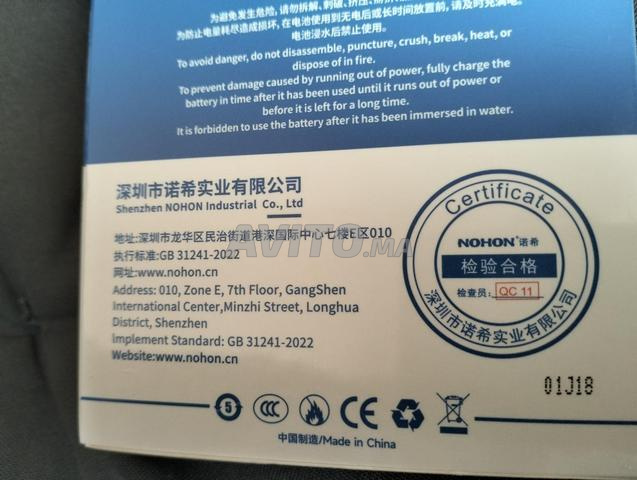 为避免发生危险,请勿拆解、刺破、挤压、
为防止电量耗尽造成损坏,在电池使用到无电后或长时间放置前,请及时充满电。
电池浸水后禁止使用。
To avoid danger, do not disassemble, puncture, crush, break, heat, or
dispose of in fire.
To prevent damage caused by running out of power, fully charge the
battery in time after it has been used until it runs out of power or
before it is left for a long time.
It is forbidden to use the battery after it has been immersed in water.
深圳市诺希实业有限公司
Shenzhen NOHON Industrial Co., Ltd
地址:深圳市龙华区民治街道港深国际中心七楼E区010
执行标准:GB 31241-2022
网址:www.nohon.cn
Address: 010, Zone E, 7th Floor, GangShen
International Center,Minzhi Street, Longhua
District, Shenzhen
Implement Standard: GB 31241-2022
Website:www.nohon.cn
AVITO.MA
Certificate
NOHON®诺希
检验合格
检查员: QC 11
深圳市诺希实业有限公司
01J18
5 CCC CE
中国制造/Made in China